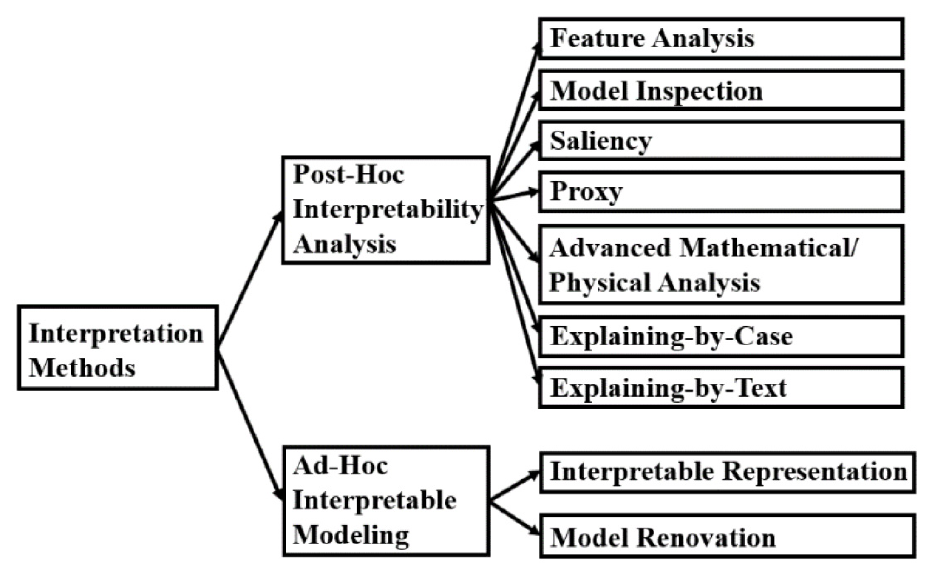 Interpretation
Methods
Post-Hoc
Interpretability
Analysis
Feature Analysis
Model Inspection
Saliency
Proxy
Advanced Mathematical/
Physical Analysis
Explaining-by-Case
Explaining-by-Text
Ad-Hoc
Interpretable
Modeling
Interpretable Representation
Model Renovation